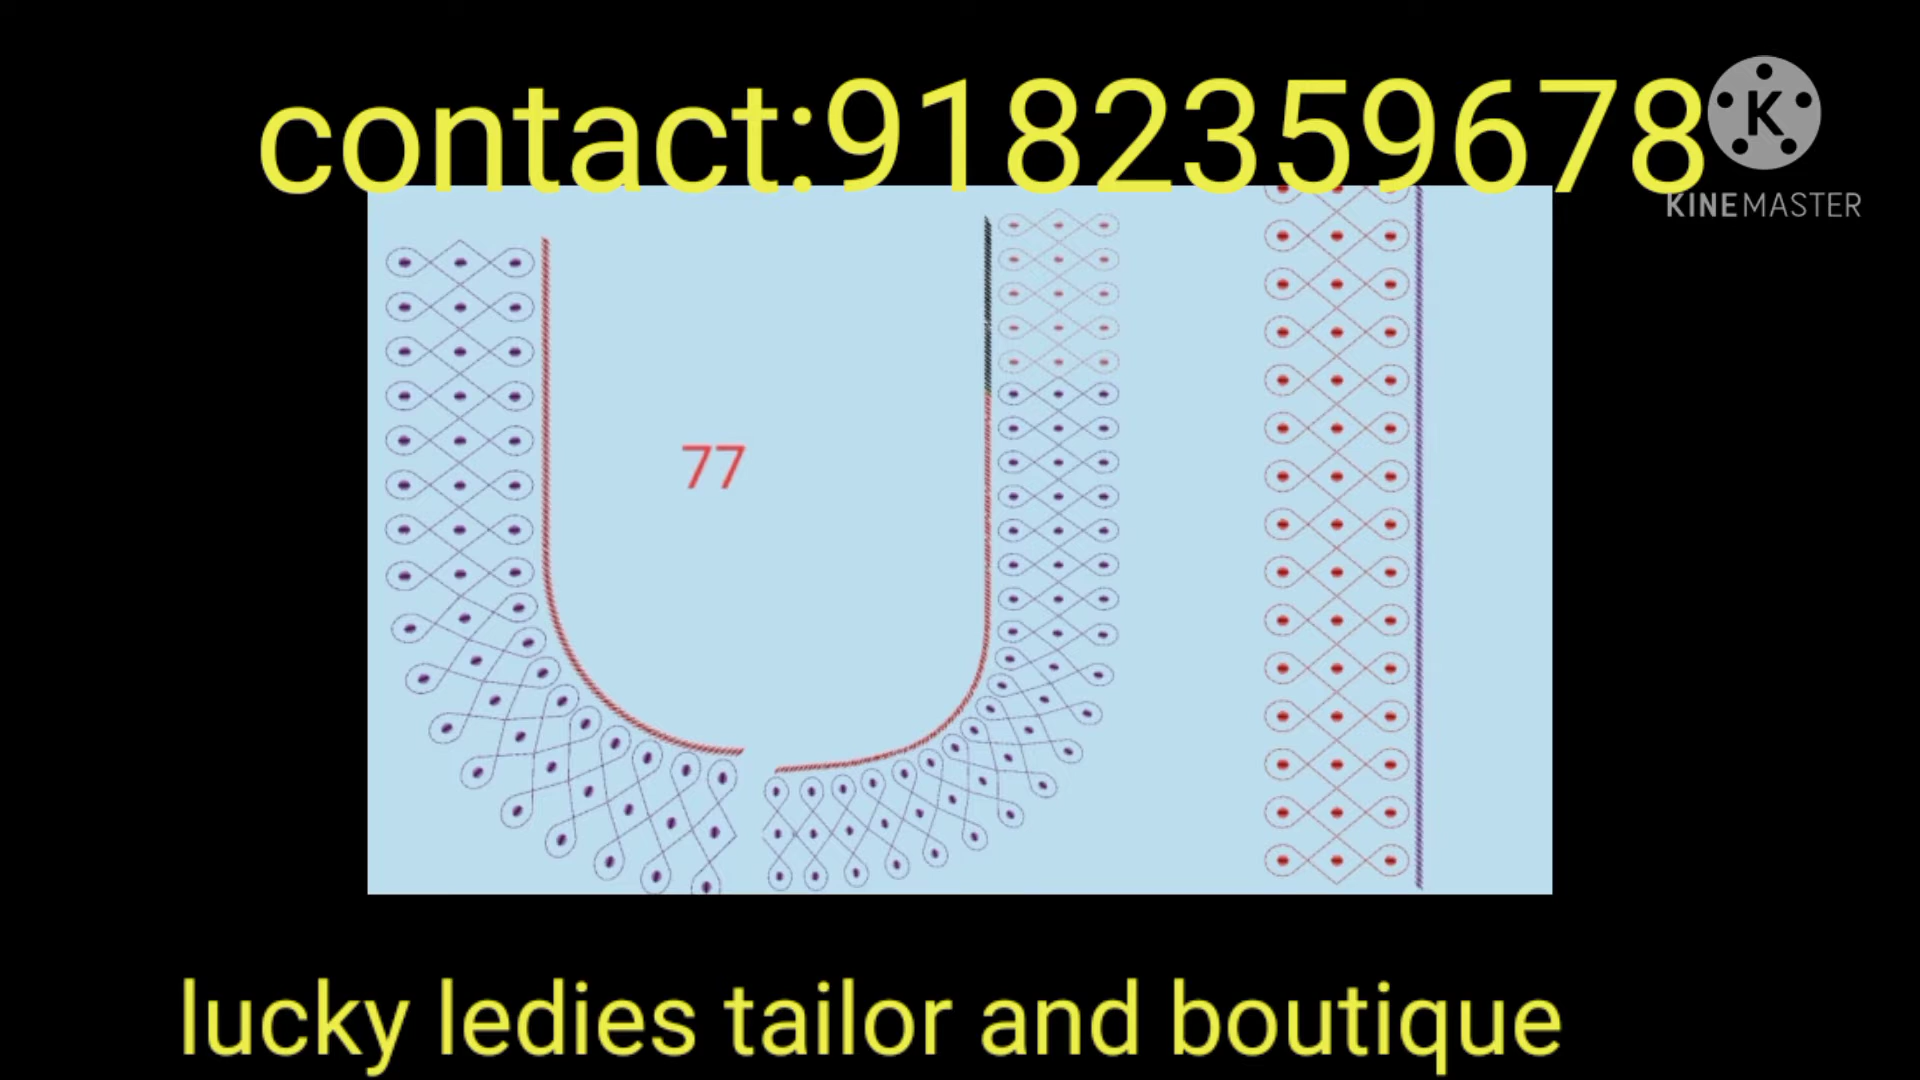 contact:9182359678
K
KINEMASTER
77
lucky ledies tailor and boutique